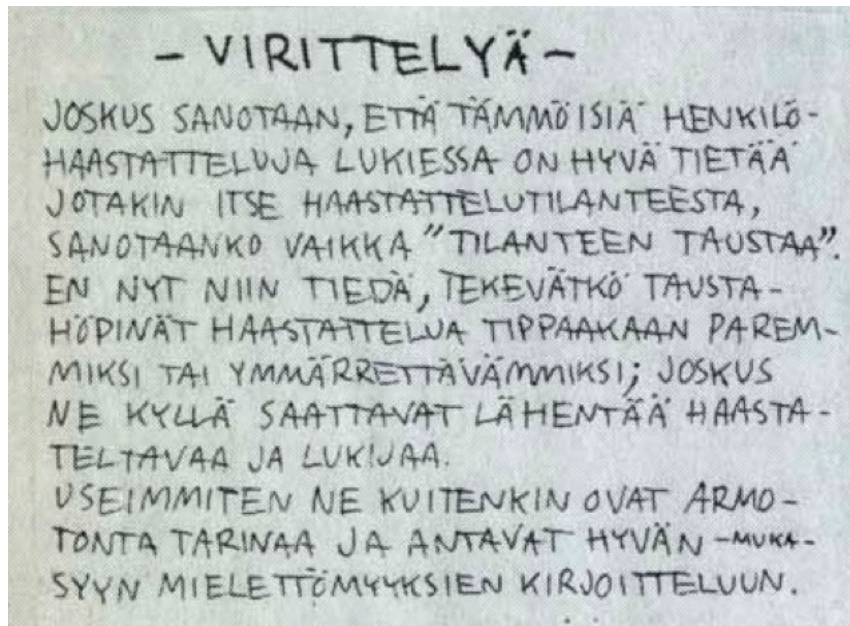 - VIRITTELYÄ -
JOSKUS SANOTAAN, ETTÄ TÄMMÖISIÄ HENKILÖ-
HAASTATTELUJA LUKIESSA ON HYVÄ TIETÄÄ
JOTAKIN ITSE HAASTATTELUTILANTEESTA,
SANOTAANKO VAIKKA "TILANTEEN TAUSTAA".
EN NYT NIIN TIEDÄ, TEKEVÄTKÖ TAUSTA-
HÖPINÄT HAASTATTELUA TIPPAAKAAN PAREM-
MIKSI TAI YMMÄRRETTÄVÄMMIKSI; JOSKUS
NE KYLLÄ SAATTAVAT LÄHENTÄÄ HAASTA-
TELTAVAA JA LUKIJAA.
USEIMMITEN NE KUITENKIN OVAT ARMO-
TONTA TARINAA JA ANTAVAT HYVÄN -MUKA-
SYYN MIELETTÖMYYKSIEN KIRJOITTELUUN.